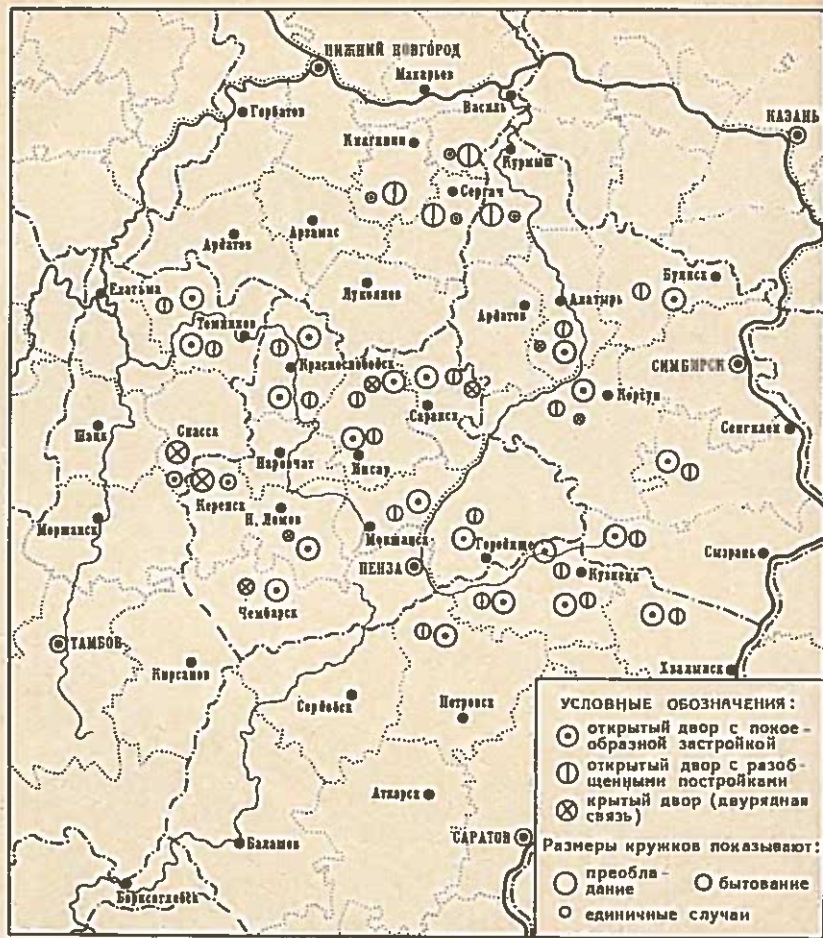 НИЖНИЙ НОВГОРОД
Макарьев
Василь
КАЗАНЬ
Горбатов
Княгинин
Курмыш
Сергач
Ардатов
Арзамас
Буинск
Елатьма
Лукоянов
Ардатов
Алатырь
Темников
Краснослободск
СИМБИРСК
Саранск
Корсун
Сенгилей
Шацк
Спасск
Наровчат
Инсар
Керенск
Н. Ломов
Моршанск
Мокшанск
Городище
Сызрань
ПЕНЗА
Кузнецк
Чембарск
ТАМБОВ
Хвалынск
Кирсанов
Сердобск
Петровск
Аткарск
САРАТОВ
Балашов
Борисоглебск
УСЛОВНЫЕ ОБОЗНАЧЕНИЯ:
открытый двор с покое-
образной застройкой
открытый двор с разоб-
щенными постройками
крытый двор (двурядная
связь)
Размеры кружков показывают:
преобла-
дание
бытование
единичные случаи